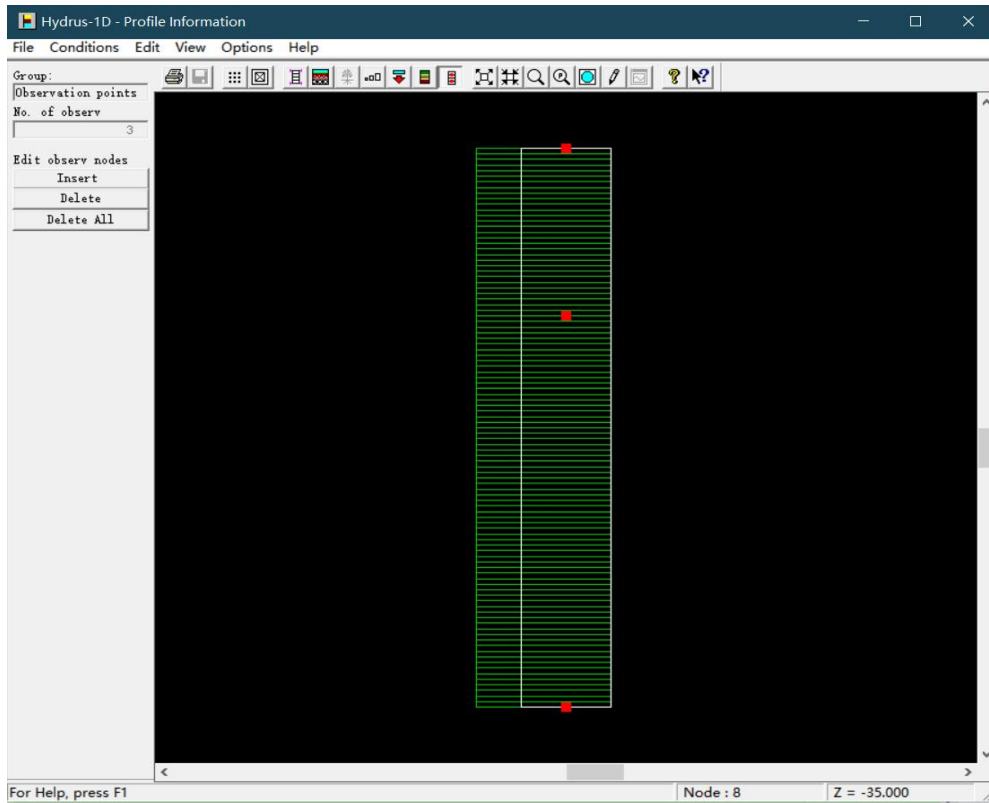 Hydrus-1D - Profile Information
File Conditions Edit View Options Help
Group:
Observation points
No. of observ
3
Edit observ nodes
Insert
Delete
Delete All
For Help, press F1
Node : 8
Z = -35.000